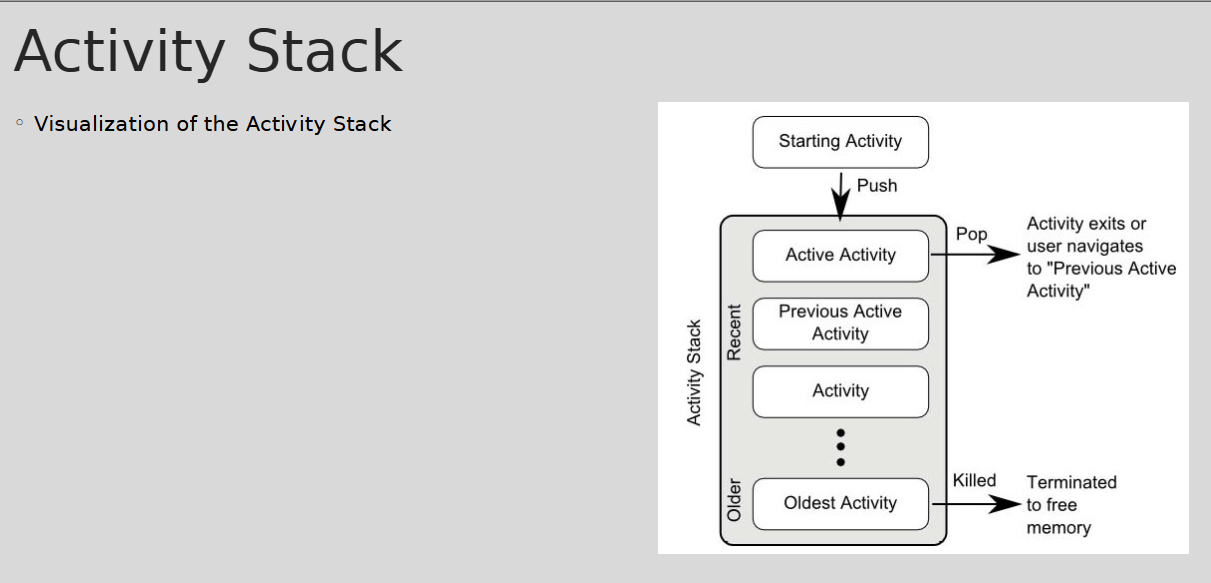 Activity Stack
◦ Visualization of the Activity Stack
Starting Activity
Push
Active Activity
Pop
Activity exits or
user navigates
to "Previous Active
Activity"
Previous Active
Activity
Recent
Activity Stack
Activity
Older
Oldest Activity
Killed
Terminated
to free
memory